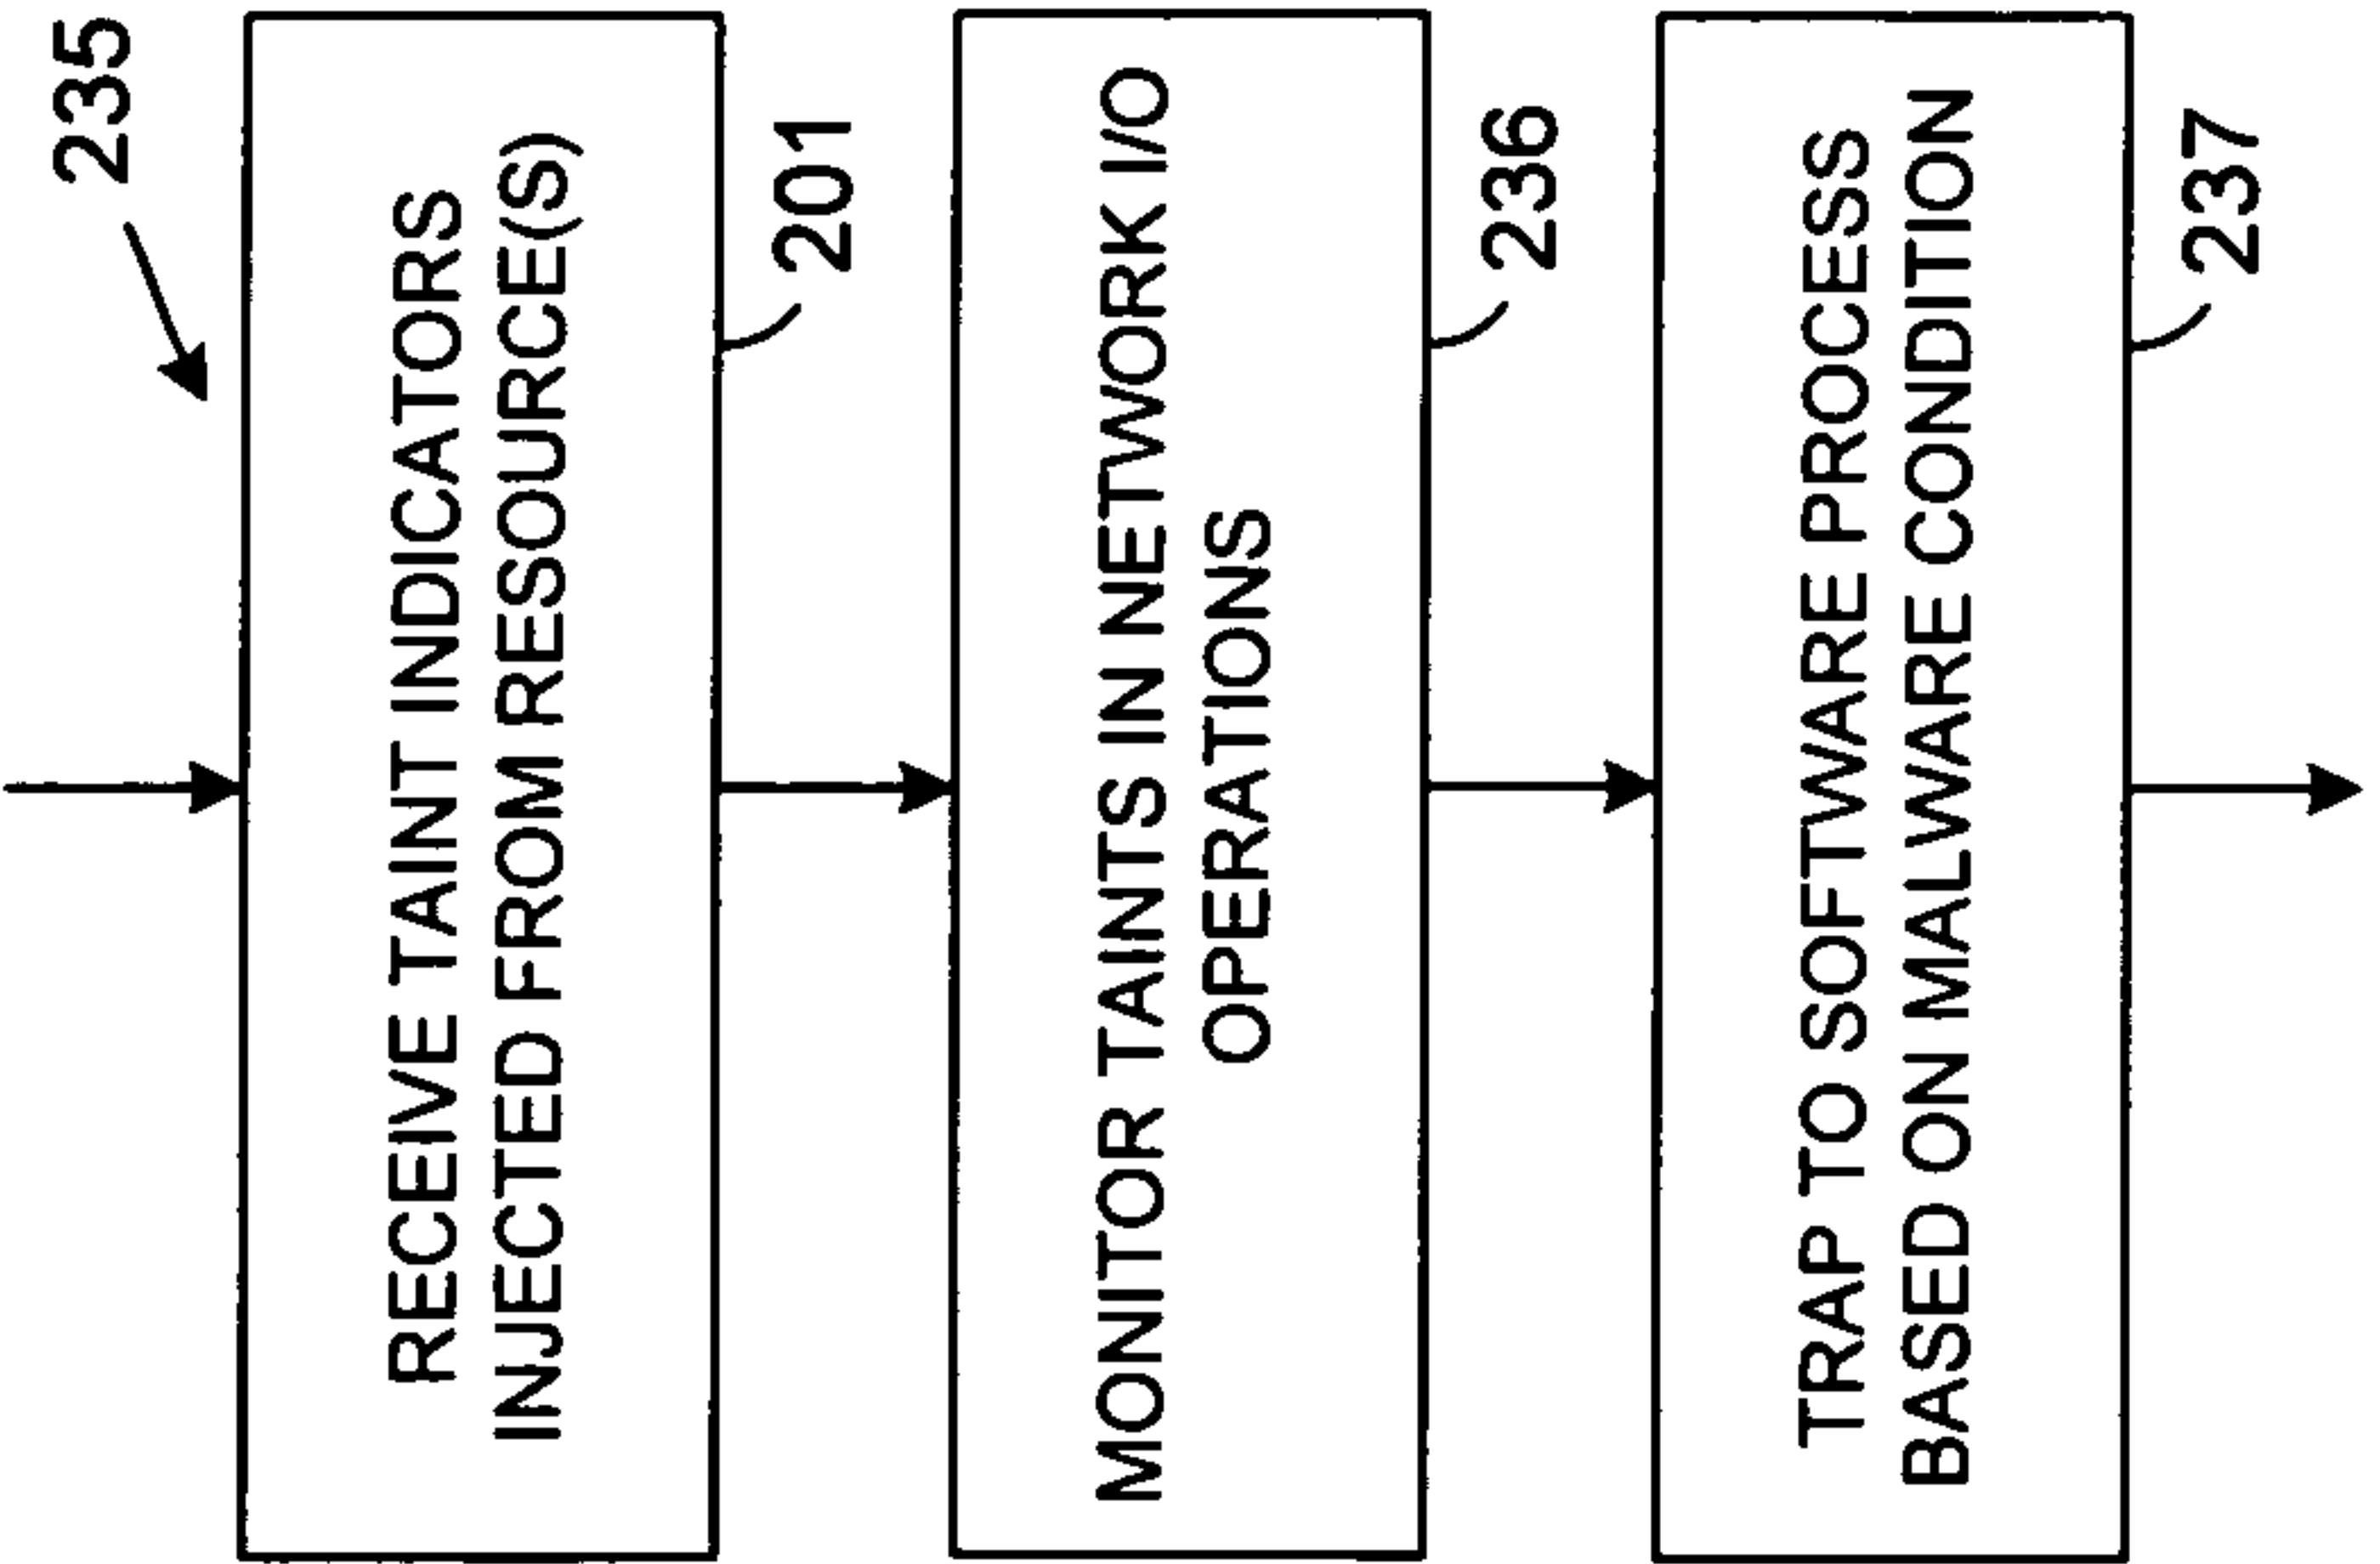 235
RECEIVE TAINT INDICATORS
INJECTED FROM RESOURCE(S)
201
MONITOR TAINTS IN NETWORK I/O
OPERATIONS
236
TRAP TO SOFTWARE PROCESS
BASED ON MALWARE CONDITION
237